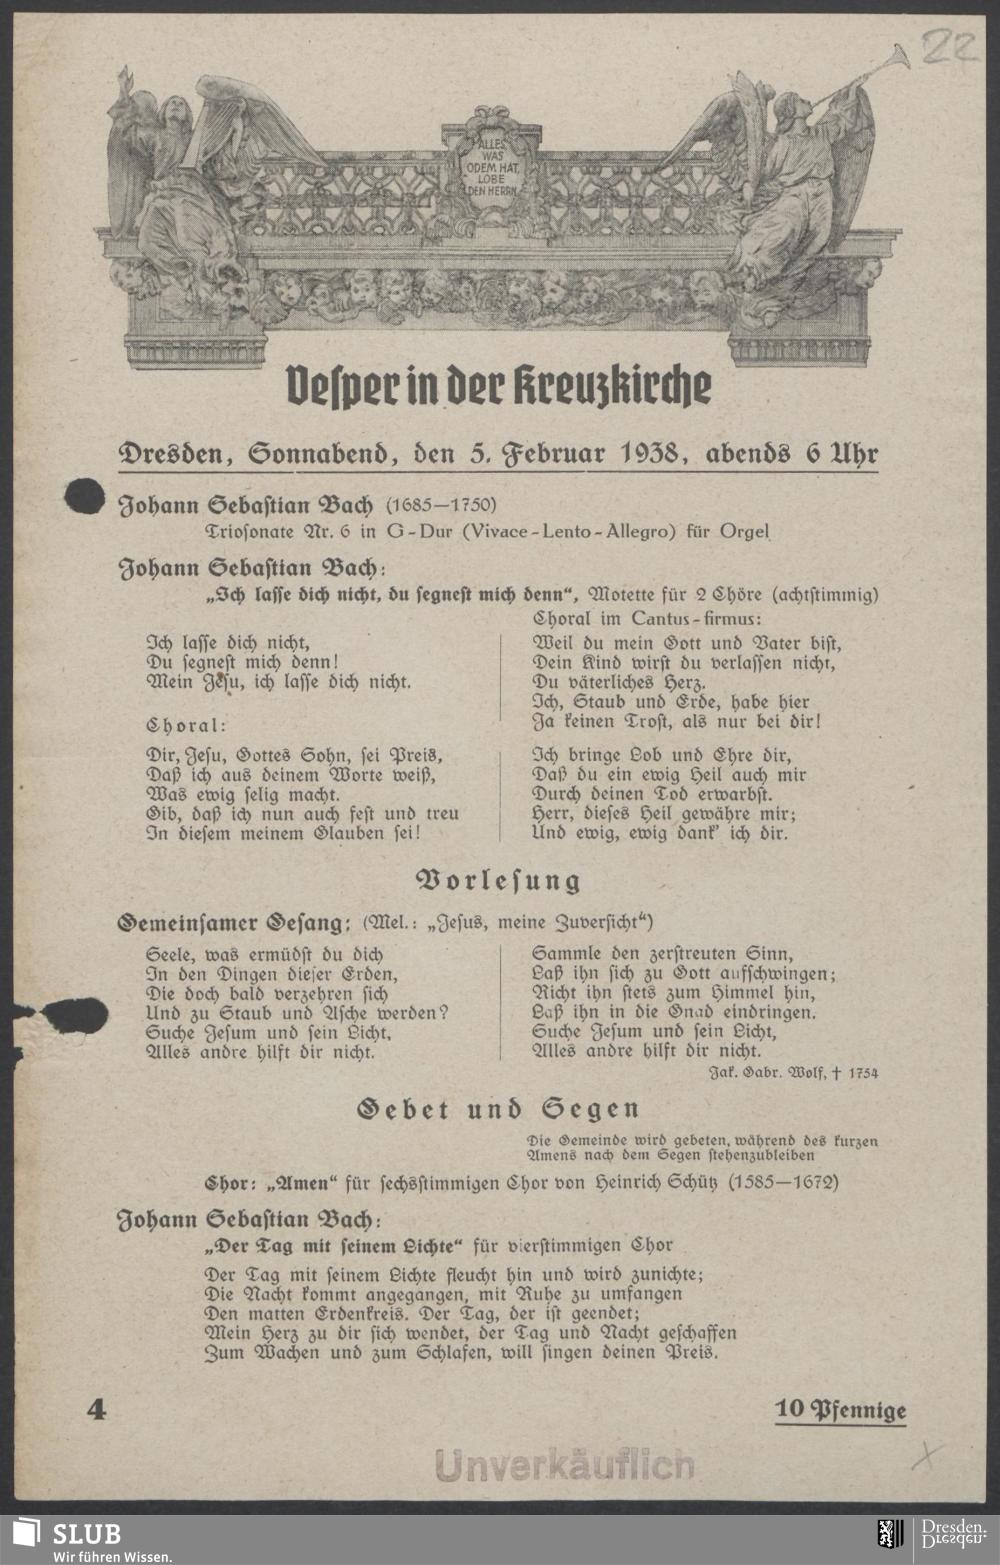 22
ALLES,
WAS
ODEM HAT,
LOBE
DEN HERRN
Vesper in der Kreuzkirche
Dresden, Sonnabend, den 5. Februar 1938, abends 6 Uhr
Johann Sebastian Bach (1685—1750)
Triosonate Nr. 6 in G-Dur (Vivace-Lento-Allegro) für Orgel
Johann Sebastian Bach:
„Ich lasse dich nicht, du segnest mich denn“, Motette für 2 Chöre (achtstimmig)
Ich lasse dich nicht,
Du segnest mich denn!
Mein Jesu, ich lasse dich nicht.
Choral:
Dir, Jesu, Gottes Sohn, sei Preis,
Daß ich aus deinem Worte weiß,
Was ewig selig macht.
Gib, daß ich nun auch fest und treu
In diesem meinem Glauben sei!
Choral im Cantus-firmus:
Weil du mein Gott und Vater bist,
Dein Kind wirst du verlassen nicht,
Du väterliches Herz.
Ich, Staub und Erde, habe hier
Ja keinen Trost, als nur bei dir!
Ich bringe Lob und Ehre dir,
Daß du ein ewig Heil auch mir
Durch deinen Tod erwarbst.
Herr, dieses Heil gewähre mir;
Und ewig, ewig dank' ich dir.
Vorlesung
Gemeinsamer Gesang: (Mel.: „Jesus, meine Zuversicht“)
Seele, was ermüdst du dich
In den Dingen dieser Erden,
Die doch bald verzehren sich
Und zu Staub und Asche werden?
Suche Jesum und sein Licht,
Alles andre hilft dir nicht.
Sammle den zerstreuten Sinn,
Laß ihn sich zu Gott aufschwingen;
Richt ihn stets zum Himmel hin,
Laß ihn in die Gnad eindringen.
Suche Jesum und sein Licht,
Alles andre hilft dir nicht.
Jak. Gabr. Wolf, † 1754
Gebet und Segen
Die Gemeinde wird gebeten, während des kurzen
Amens nach dem Segen stehenzubleiben
Chor: „Amen“ für sechsstimmigen Chor von Heinrich Schütz (1585—1672)
Johann Sebastian Bach:
„Der Tag mit seinem Lichte“ für vierstimmigen Chor
Der Tag mit seinem Lichte fleucht hin und wird zunichte;
Die Nacht kommt angegangen, mit Ruhe zu umfangen
Den matten Erdenkreis. Der Tag, der ist geendet;
Mein Herz zu dir sich wendet, der Tag und Nacht geschaffen
Zum Wachen und zum Schlafen, will singen deinen Preis.
4
10 Pfennige
Unverkäuflich
SLUB
Wir führen Wissen.
Dresden.
Dresden.